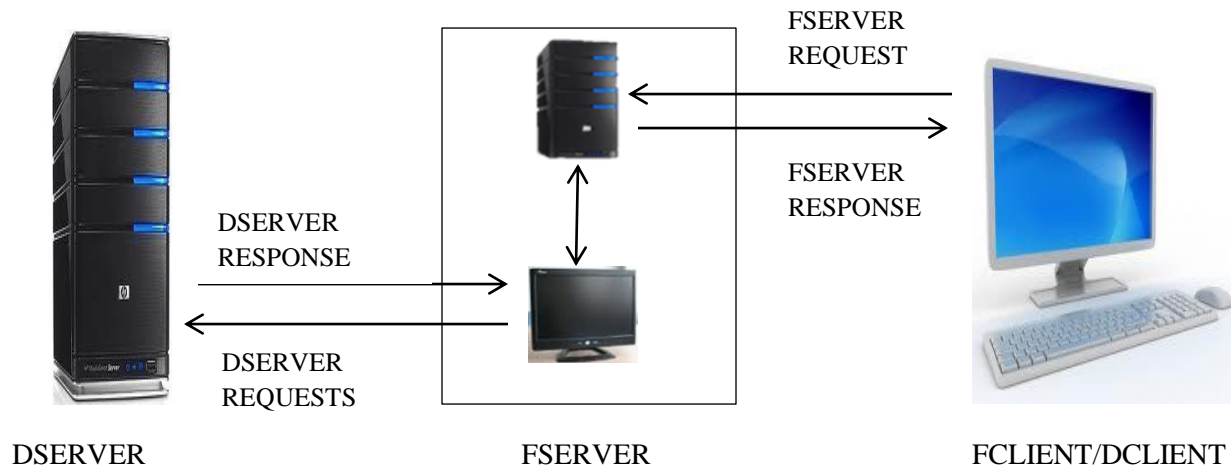 FSERVER
REQUEST
FSERVER
RESPONSE
DSERVER
RESPONSE
DSERVER
REQUESTS
DSERVER
FSERVER
FCLIENT/DCLIENT